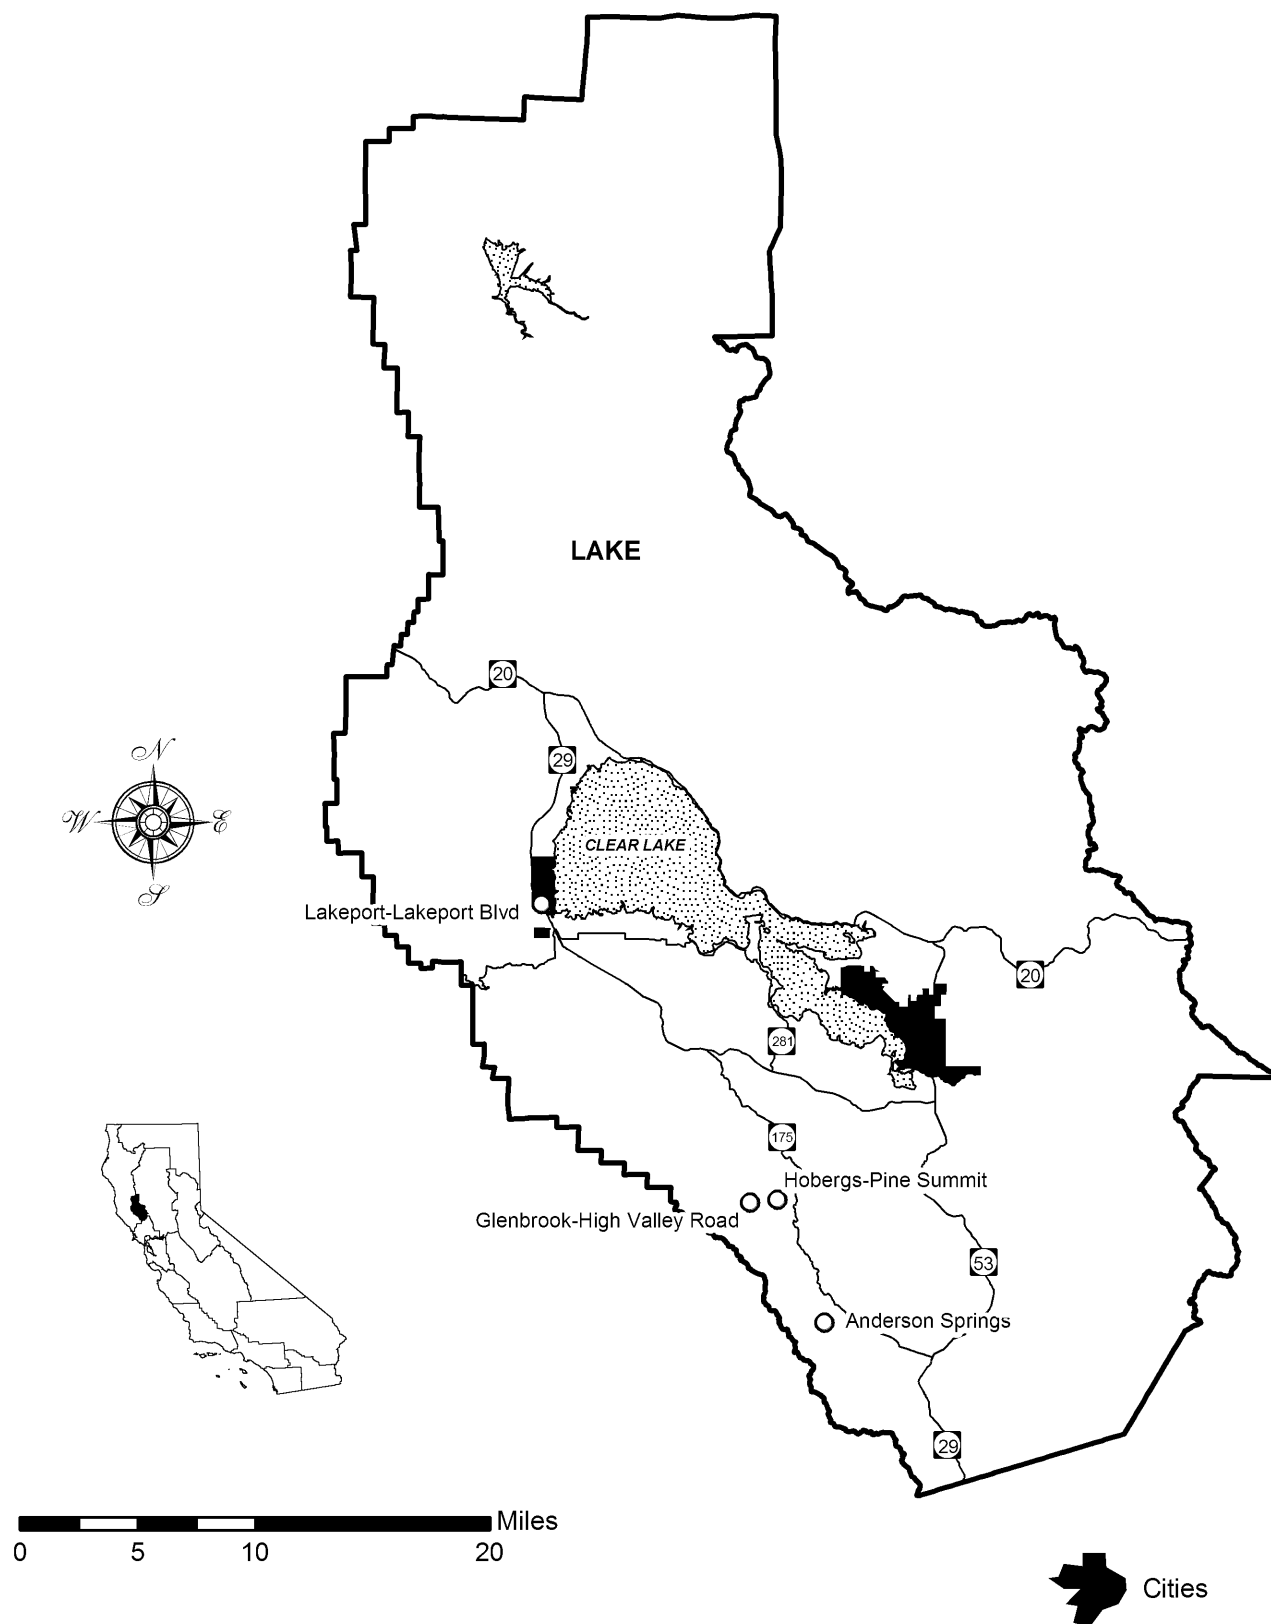 LAKE
20
29
N
W
E
S
CLEAR LAKE
Lakeport-Lakeport Blvd
20
281
175
Hobergs-Pine Summit
Glenbrook-High Valley Road
53
Anderson Springs
29
Miles
0 5 10 20
Cities